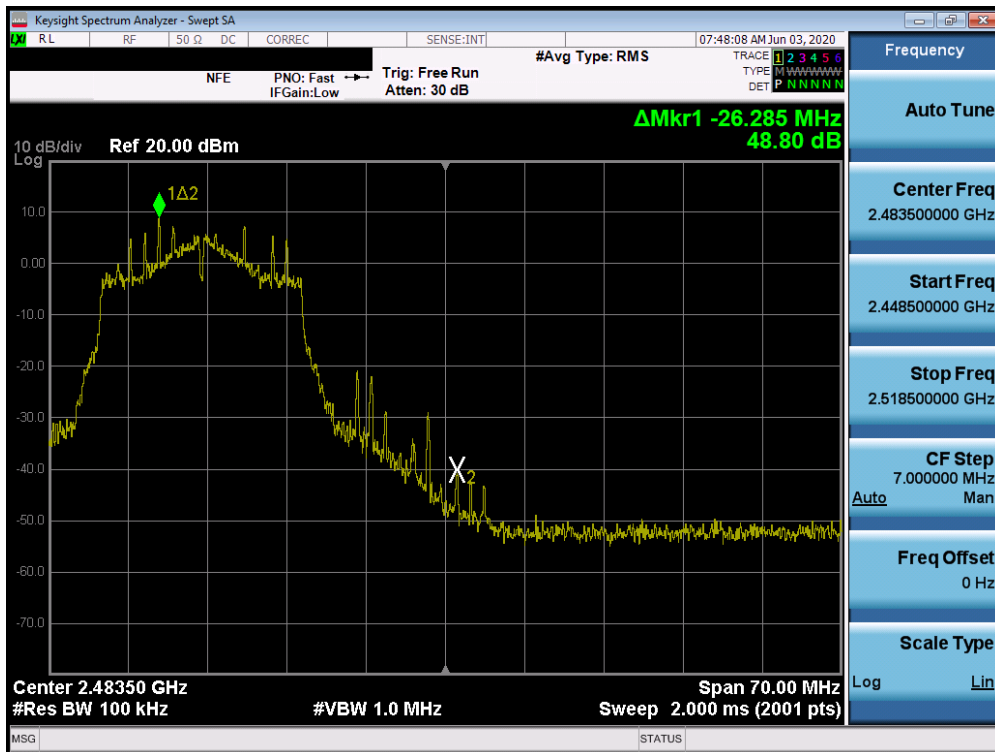 Keysight Spectrum Analyzer - Swept SA
LXI RL RF 50 Ω DC CORREC SENSE:INT 07:48:08 AM Jun 03, 2020
NFE PNO: Fast Trig: Free Run #Avg Type: RMS TRACE 1 2 3 4 5 6
IFGain:Low Atten: 30 dB TYPE M WWWWW
DET P N N N N N
ΔMkr1 -26.285 MHz
48.80 dB
10 dB/div Ref 20.00 dBm
Log
1Δ2
10.0
0.00
-10.0
-20.0
-30.0
-40.0
X2
-50.0
-60.0
-70.0
Center 2.48350 GHz Span 70.00 MHz
#Res BW 100 kHz #VBW 1.0 MHz Sweep 2.000 ms (2001 pts)
MSG STATUS
Frequency
Auto Tune
Center Freq
2.483500000 GHz
Start Freq
2.448500000 GHz
Stop Freq
2.518500000 GHz
CF Step
7.000000 MHz
Auto Man
Freq Offset
0 Hz
Scale Type
Log Lin